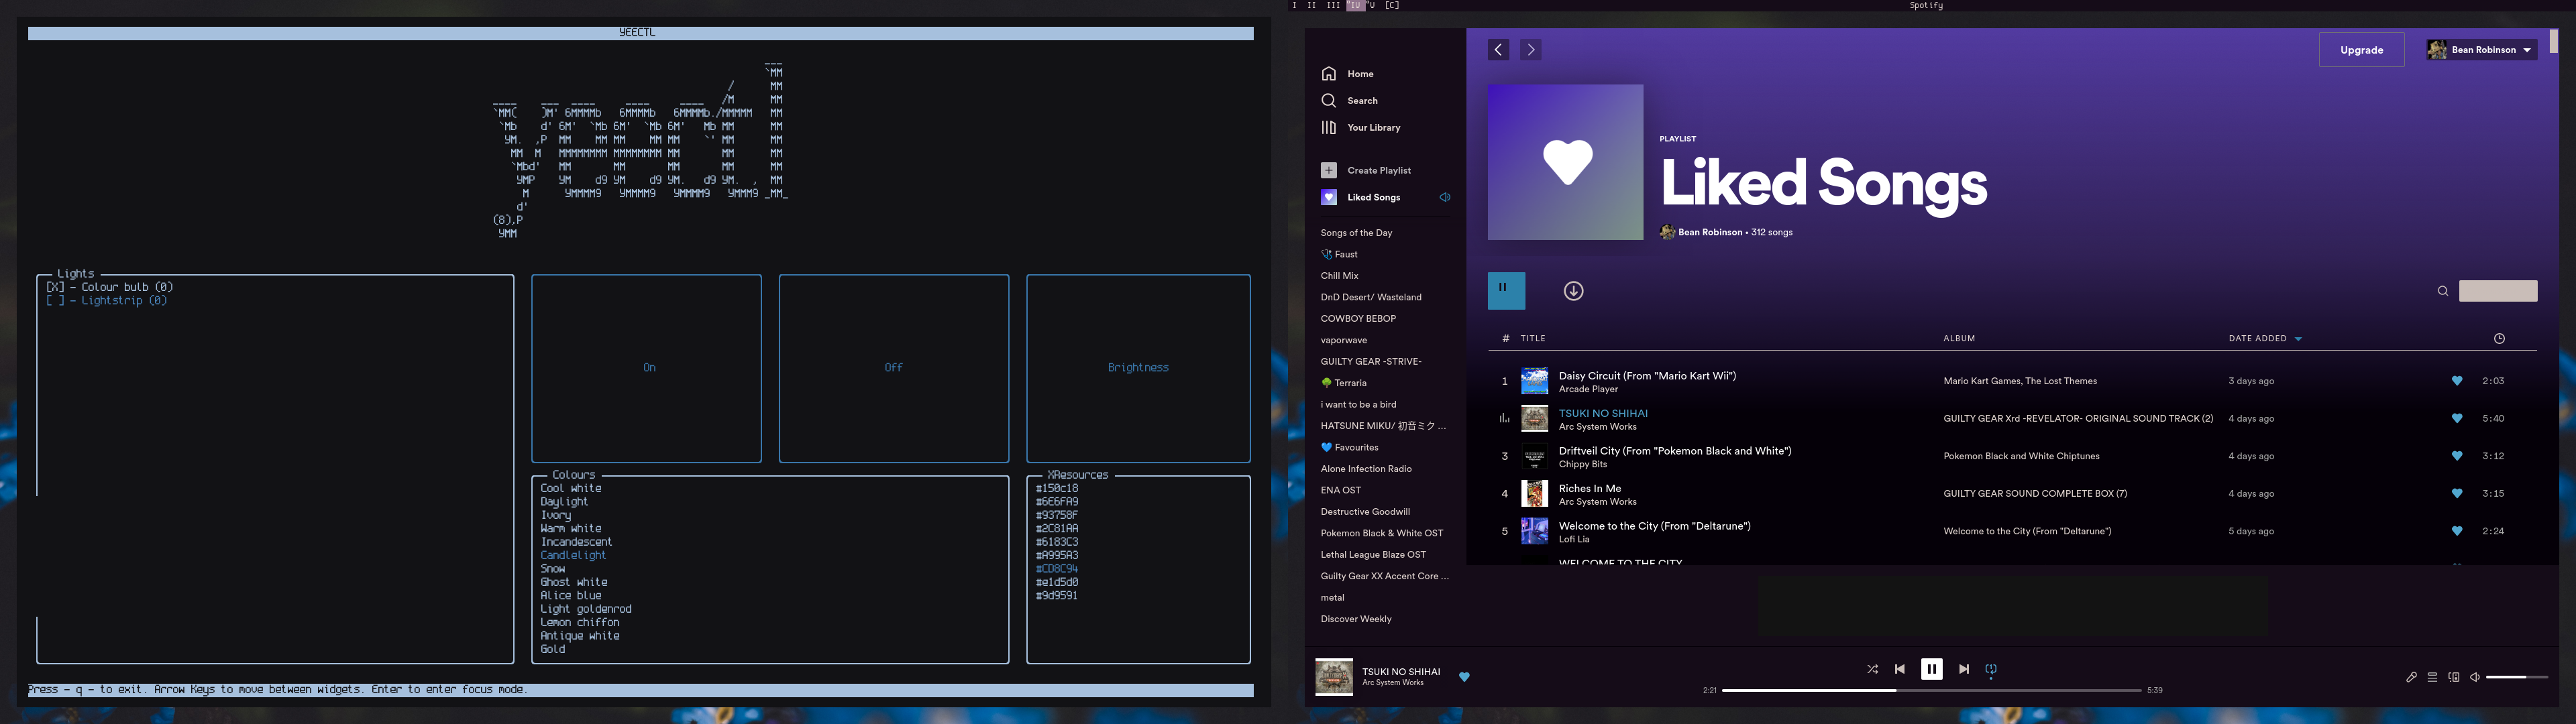 YEECTL
Lights
[X] - Colour bulb (0)
[ ] - Lightstrip (0)
On
Off
Brightness
Colours
Cool white
Daylight
Ivory
Warm white
Incandescent
Candlelight
Snow
Ghost white
Alice blue
Light goldenrod
Lemon chiffon
Antique white
Gold
XResources
#150c18
#6E6FA9
#93758F
#2C81AA
#6183C3
#A995A3
#CD8C94
#e1d5d0
#9d9591
Press - q - to exit. Arrow Keys to move between widgets. Enter to enter focus mode.
I II III "IV "V [C]
Spotify
Home
Search
Your Library
Create Playlist
Liked Songs
Songs of the Day
🩺 Faust
Chill Mix
DnD Desert/ Wasteland
COWBOY BEBOP
vaporwave
GUILTY GEAR -STRIVE-
🌳 Terraria
i want to be a bird
HATSUNE MIKU/ 初音ミク ...
💙 Favourites
Alone Infection Radio
ENA OST
Destructive Goodwill
Pokemon Black & White OST
Lethal League Blaze OST
Guilty Gear XX Accent Core ...
metal
Discover Weekly
Upgrade
Bean Robinson
PLAYLIST
Liked Songs
Bean Robinson • 312 songs
# TITLE ALBUM DATE ADDED
1 Daisy Circuit (From "Mario Kart Wii") Mario Kart Games, The Lost Themes 3 days ago 2:03
Arcade Player
TSUKI NO SHIHAI GUILTY GEAR Xrd -REVELATOR- ORIGINAL SOUND TRACK (2) 4 days ago 5:40
Arc System Works
3 Driftveil City (From "Pokemon Black and White") Pokemon Black and White Chiptunes 4 days ago 3:12
Chippy Bits
4 Riches In Me GUILTY GEAR SOUND COMPLETE BOX (7) 4 days ago 3:15
Arc System Works
5 Welcome to the City (From "Deltarune") Welcome to the City (From "Deltarune") 5 days ago 2:24
Lofi Lia
WELCOME TO THE CITY
TSUKI NO SHIHAI
Arc System Works
2:21
5:39